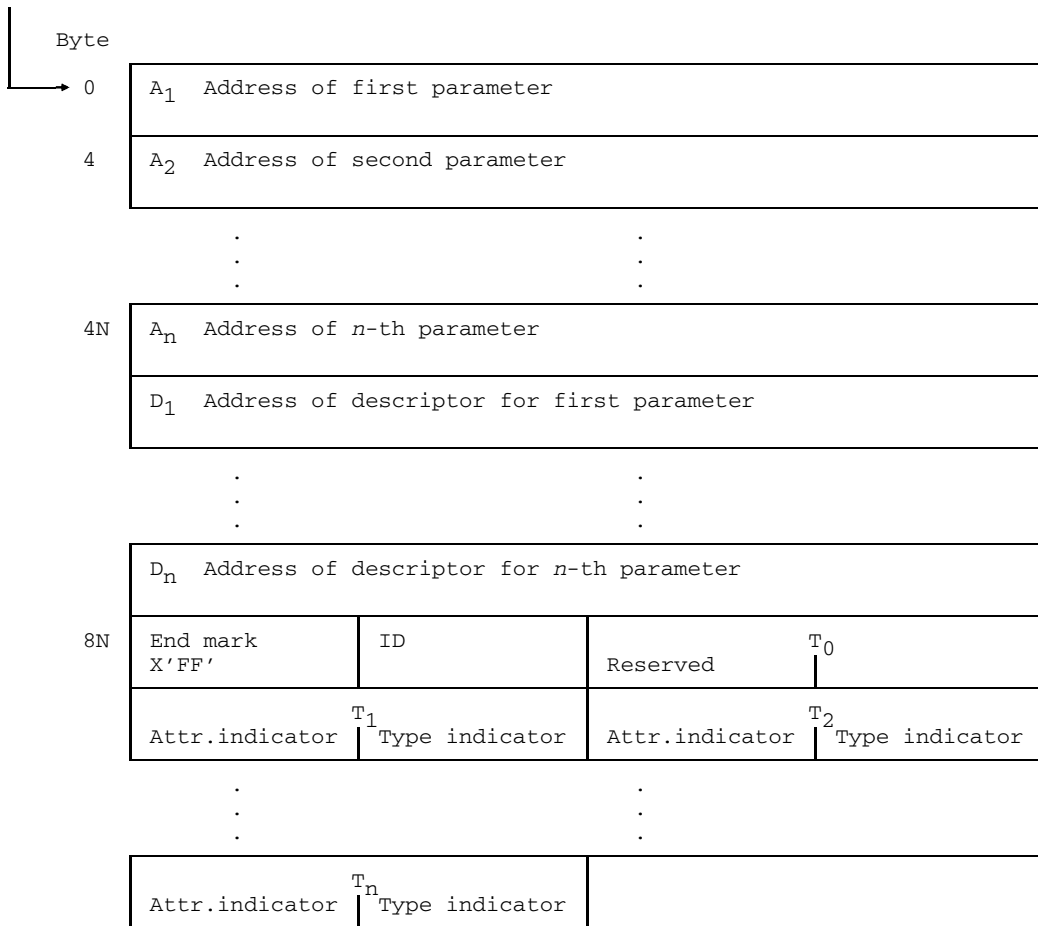 Byte
0 A1 Address of first parameter
4 A2 Address of second parameter
. .
. .
. .
4N An Address of n-th parameter
D1 Address of descriptor for first parameter
. .
. .
. .
Dn Address of descriptor for n-th parameter
8N End mark ID T0
X'FF' Reserved
T1 T2
Attr.indicator Type indicator Attr.indicator Type indicator
. .
. .
. .
Tn
Attr.indicator Type indicator